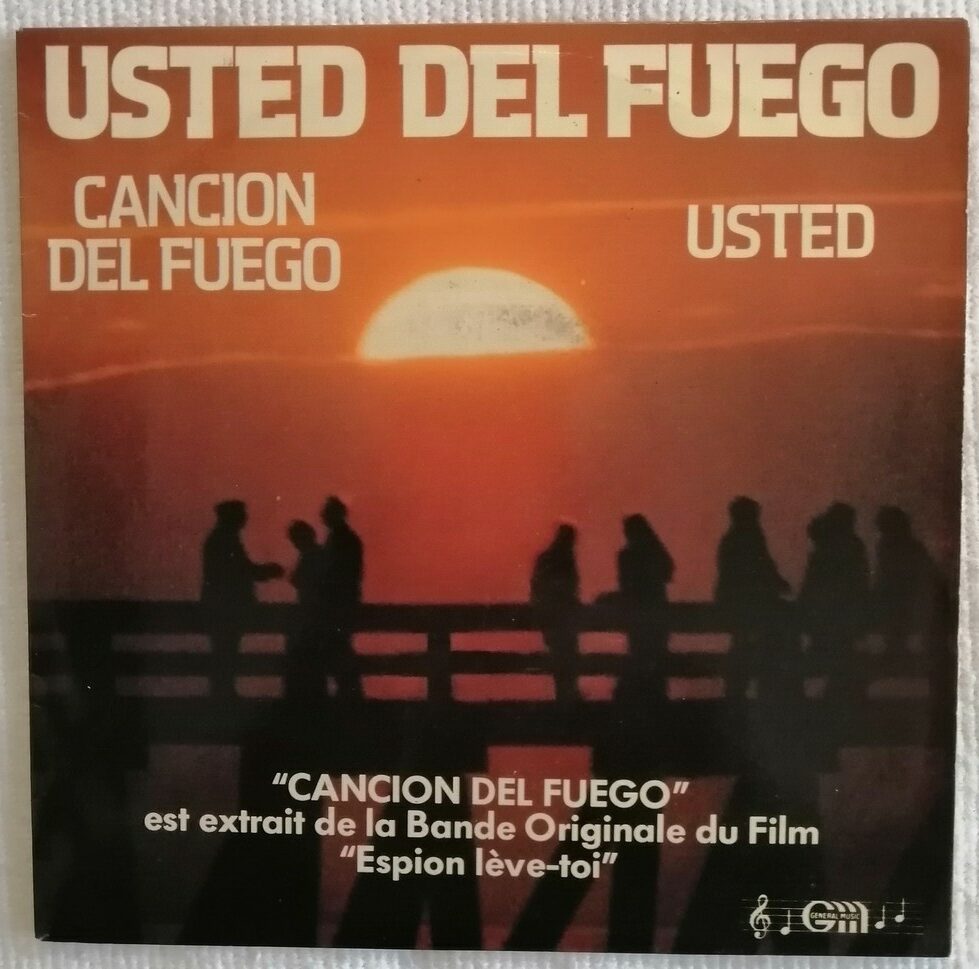 USTED DEL FUEGO
CANCION
DEL FUEGO
USTED
“CANCION DEL FUEGO”
est extrait de la Bande Originale du Film
“Espion lève-toi”
GM
GENERAL MUSIC